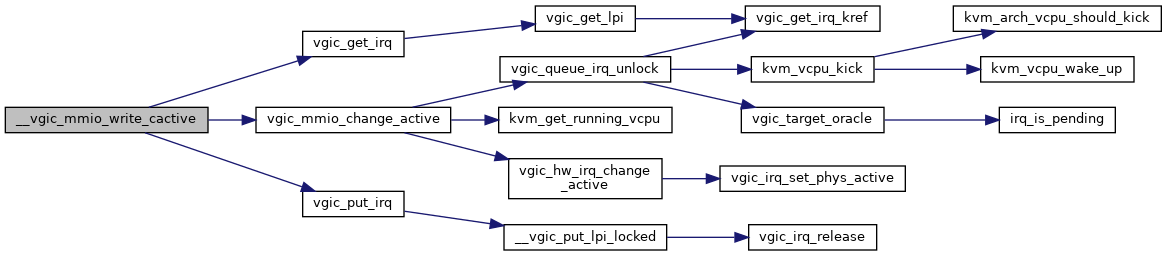 __vgic_mmio_write_cactive
vgic_get_irq
vgic_mmio_change_active
vgic_put_irq
vgic_get_lpi
vgic_queue_irq_unlock
kvm_get_running_vcpu
vgic_hw_irq_change
_active
__vgic_put_lpi_locked
vgic_get_irq_kref
kvm_vcpu_kick
vgic_target_oracle
vgic_irq_set_phys_active
vgic_irq_release
kvm_arch_vcpu_should_kick
kvm_vcpu_wake_up
irq_is_pending